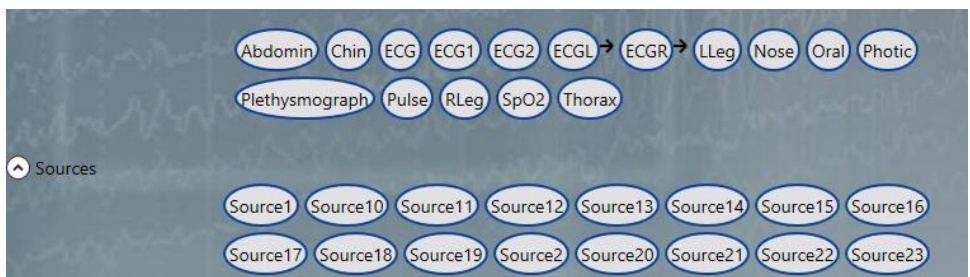 Abdomin Chin ECG ECG1 ECG2 ECGL → ECGR → LLeg Nose Oral Photic
Plethysmograph Pulse RLeg SpO2 Thorax
Sources
Source1 Source10 Source11 Source12 Source13 Source14 Source15 Source16
Source17 Source18 Source19 Source2 Source20 Source21 Source22 Source23